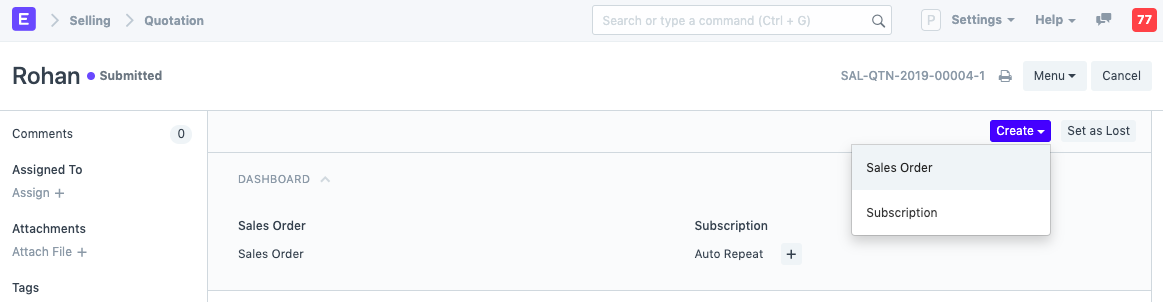 E Selling Quotation Search or type a command (Ctrl + G) P Settings Help 77
Rohan Submitted SAL-QTN-2019-00004-1 Menu Cancel
Comments 0 Create Set as Lost
Assigned To Sales Order
DASHBOARD
Assign +
Subscription
Attachments Sales Order Subscription
Attach File + Sales Order Auto Repeat +
Tags